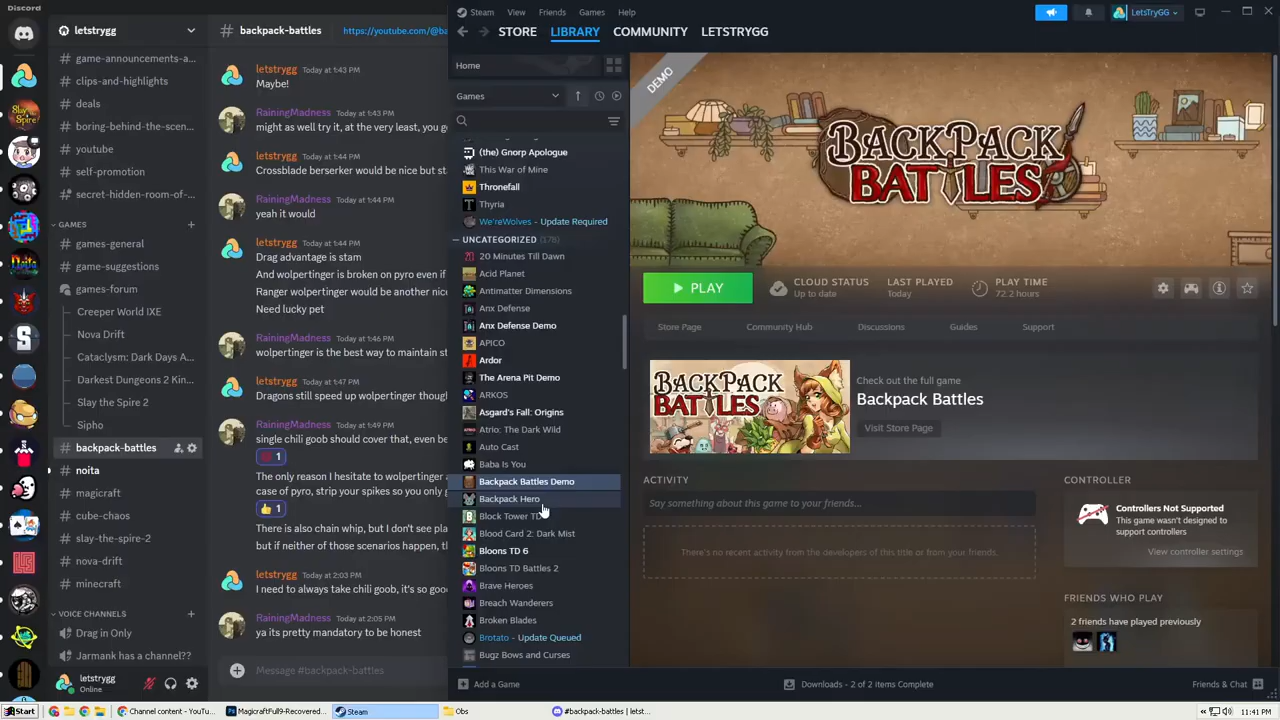 Discord
letstrygg
# game-announcements-a...
# clips-and-highlights
# deals
# boring-behind-the-scen...
# youtube
# self-promotion
# secret-hidden-room-of-...
GAMES
# games-general
# game-suggestions
games-forum
Creeper World IXE
Nova Drift
Cataclysm: Dark Days A...
Darkest Dungeons 2 Kin...
Slay the Spire 2
Sipho
backpack-battles
noita
# magicraft
# cube-chaos
# slay-the-spire-2
# nova-drift
# minecraft
VOICE CHANNELS
Drag in Only
Jarmank has a channel??
letstrygg
Online
# backpack-battles
https://youtube.com/@ba
letstrygg Today at 1:43 PM
Maybe!
RainingMadness Today at 1:43 PM
might as well try it, at the very least, you g
letstrygg Today at 1:44 PM
Crossblade berserker would be nice but st
RainingMadness Today at 1:44 PM
yeah it would
letstrygg Today at 1:44 PM
Drag advantage is stam
And wolpertinger is broken on pyro even i
Ranger wolpertinger would be another nice
Need lucky pet
RainingMadness Today at 1:46 PM
wolpertinger is the best way to maintain st
letstrygg Today at 1:47 PM
Dragons still speed up wolpertinger though
RainingMadness Today at 1:49 PM
single chili goob should cover that, even be
1
The only reason I hesitate to wolpertinger
case of pyro, strip your spikes so you only g
1
There is also chain whip, but I don't see pla
but if neither of those scenarios happen, th
letstrygg Today at 2:03 PM
I need to always take chili goob, it's so goo
RainingMadness Today at 2:05 PM
ya its pretty mandatory to be honest
Message #backpack-battles
Steam View Friends Games Help
LetsTryGG
STORE LIBRARY COMMUNITY LETSTRYGG
Home
Games
(the) Gnorp Apologue
This War of Mine
Thronefall
Thyria
We'reWolves - Update Required
UNCATEGORIZED (178)
20 Minutes Till Dawn
Acid Planet
Antimatter Dimensions
Anx Defense
Anx Defense Demo
APICO
Ardor
The Arena Pit Demo
ARKOS
Asgard's Fall: Origins
Atrio: The Dark Wild
Auto Cast
Baba Is You
Backpack Battles Demo
Backpack Hero
Block Tower TD
Blood Card 2: Dark Mist
Bloons TD 6
Bloons TD Battles 2
Brave Heroes
Breach Wanderers
Broken Blades
Brotato - Update Queued
Bugz Bows and Curses
DEMO
BACKPACK
BATTLES
PLAY
CLOUD STATUS
Up to date
LAST PLAYED
Today
PLAY TIME
72.2 hours
Store Page Community Hub Discussions Guides Support
BACKPACK
BATTLES
Check out the full game
Backpack Battles
Visit Store Page
ACTIVITY
Say something about this game to your friends...
There's no recent activity from the developers of this title or from your friends.
CONTROLLER
Controllers Not Supported
This game wasn't designed to
support controllers
View controller settings
FRIENDS WHO PLAY
2 friends have played previously
Add a Game
Downloads - 2 of 2 Items Complete
Friends & Chat
Start
Channel content - YouTu...
MagicraftFull9-Recovered...
Steam
Obs
#backpack-battles | letst...
11:41 PM